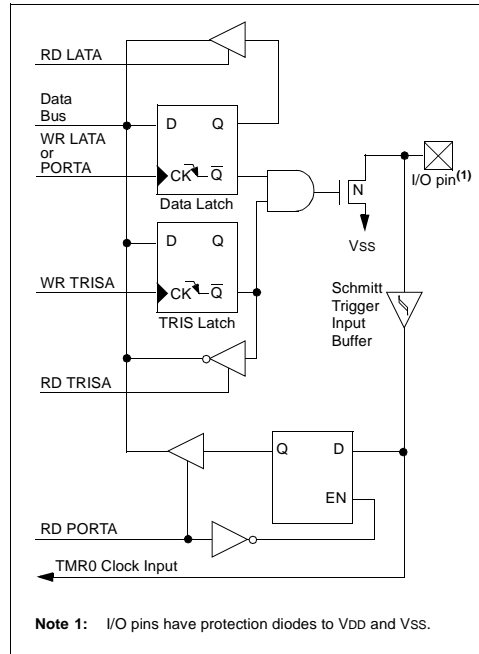 RD LATA
Data
Bus
D Q
WR LATA
or
PORTA
CK Q
Data Latch
N
I/O pin(1)
VSS
D Q
WR TRISA
CK Q
TRIS Latch
Schmitt
Trigger
Input
Buffer
RD TRISA
Q D
EN
RD PORTA
TMR0 Clock Input
Note 1: I/O pins have protection diodes to VDD and VSS.